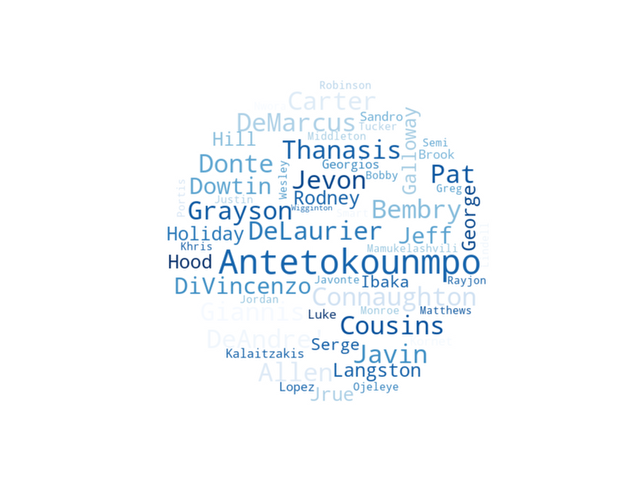 Robinson
Carter
DeMarcus Sandro
Tucker
Hill Middleton Galloway Semi
Thanasis Brook
Donte Georgios Pat
Wesley Jevon Bobby Greg
Dowtin Rodney
Portis Justin Wigginton George
Grayson Bembry
Holiday DeLaurier Jeff
Khris Mamukelashvili
Hood Antetokounmpo
DiVincenzo Javonte Ibaka Rayjon
Jordan Connaughton
Giannis Luke Monroe Matthews
Cousins
DeAndre
Serge
Kalaitzakis Javin
Allen Langston
Lopez Ojeleye
Jrue